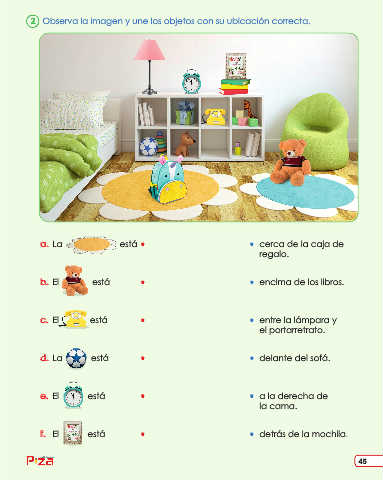 2 Observa la imagen y une los objetos con su ubicación correcta.
a. La está • • cerca de la caja de
regalo.
b. El está • • encima de los libros.
c. El está • • entre la lámpara y
el portarretrato.
d. La está • • delante del sofá.
e. El está • • a la derecha de
la cama.
f. El está • • detrás de la mochila.
PIZA
45